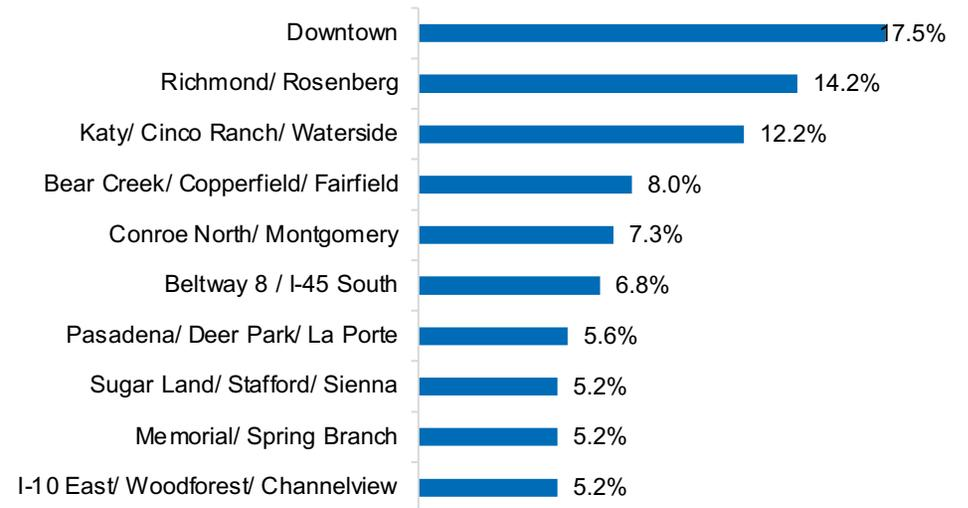 Downtown 17.5%
Richmond/ Rosenberg 14.2%
Katy/ Cinco Ranch/ Waterside 12.2%
Bear Creek/ Copperfield/ Fairfield 8.0%
Conroe North/ Montgomery 7.3%
Beltway 8 / I-45 South 6.8%
Pasadena/ Deer Park/ La Porte 5.6%
Sugar Land/ Stafford/ Sienna 5.2%
Memorial/ Spring Branch 5.2%
I-10 East/ Woodforest/ Channelview 5.2%